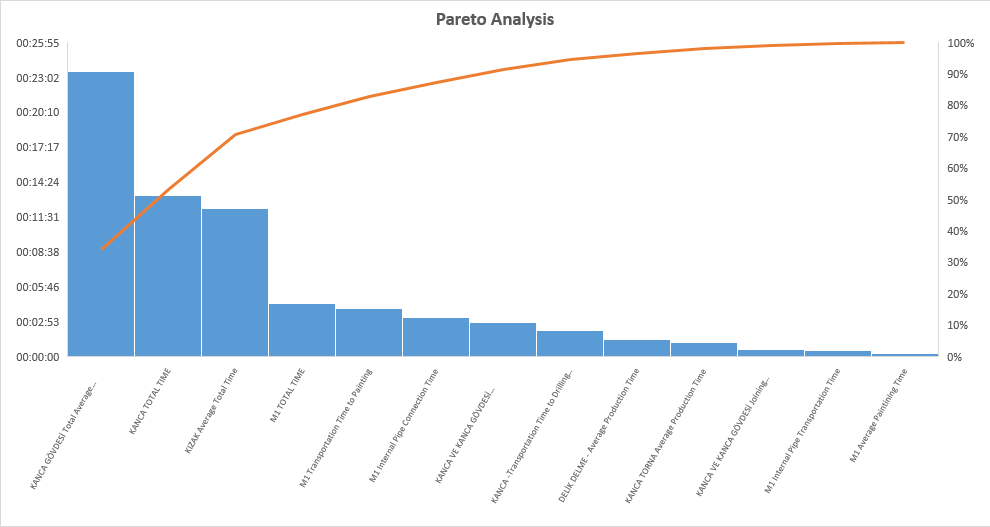 Pareto Analysis
00:25:55
00:23:02
00:20:10
00:17:17
00:14:24
00:11:31
00:08:38
00:05:46
00:02:53
00:00:00
100%
90%
80%
70%
60%
50%
40%
30%
20%
10%
0%
KANCA GÖVDESİ Total Average...
KANCA TOTAL TIME
KIZAK Average Total Time
M1 TOTAL TIME
M1 Transportation Time to Painting
M1 Internal Pipe Connection Time
KANCA VE KANCA GÖVDESİ...
KANCA - Transportation Time to Drilling...
DELİK DELME - Average Production Time
KANCA TORNA Average Production Time
KANCA VE KANCA GÖVDESİ Joining...
M1 Internal Pipe Transportation Time
M1 Average Paintining Time